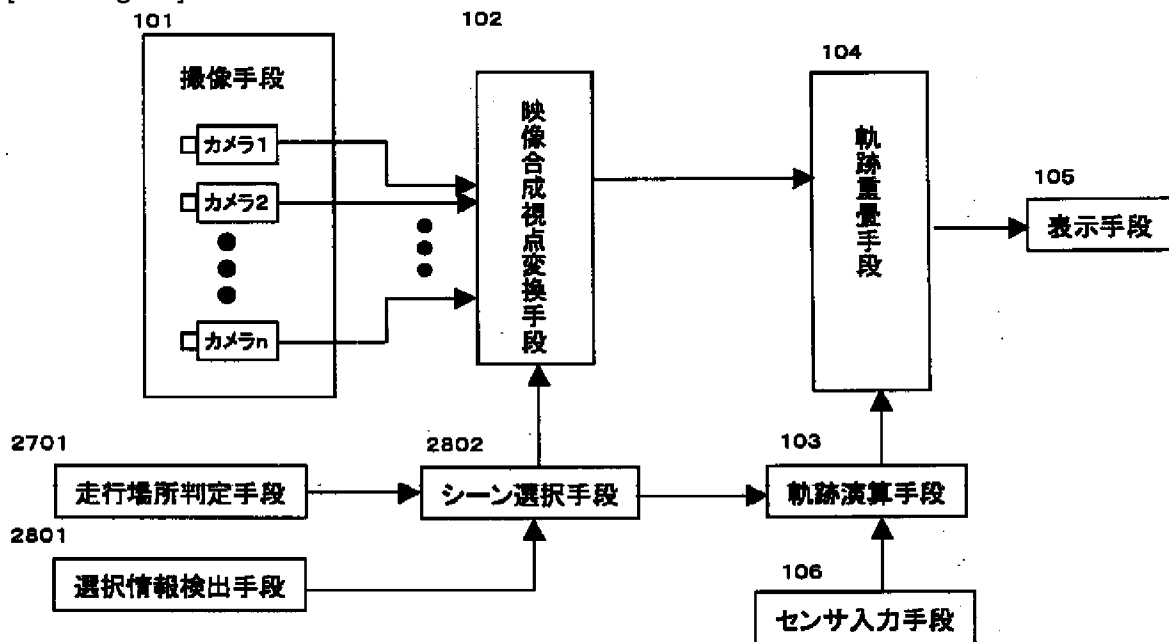 101
撮像手段
カメラ1
カメラ2
カメラn
102
映像合成視点変換手段
104
軌跡重畳手段
105
表示手段
2701
走行場所判定手段
2802
シーン選択手段
103
軌跡演算手段
2801
選択情報検出手段
106
センサ入力手段